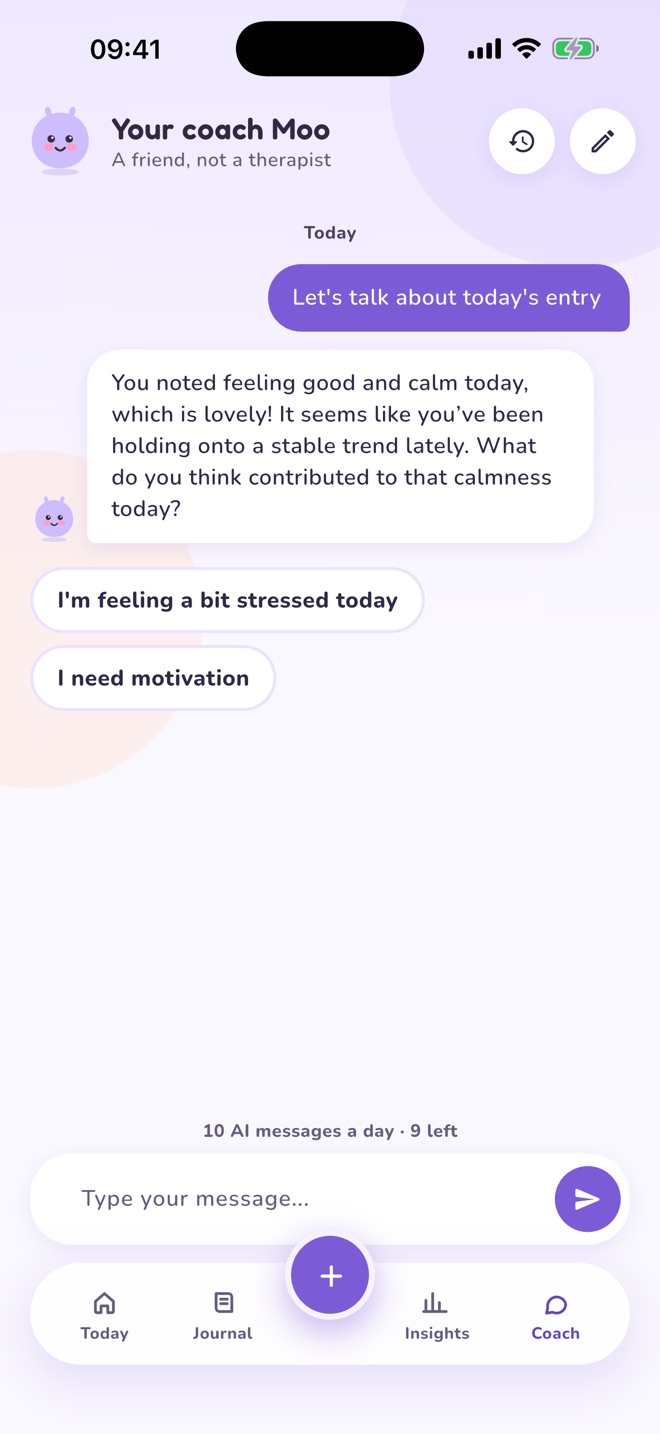 09:41
Your coach Moo
A friend, not a therapist
Today
Let's talk about today's entry
You noted feeling good and calm today,
which is lovely! It seems like you’ve been
holding onto a stable trend lately. What
do you think contributed to that calmness
today?
I'm feeling a bit stressed today
I need motivation
10 AI messages a day · 9 left
Type your message...
Today
Journal
Insights
Coach